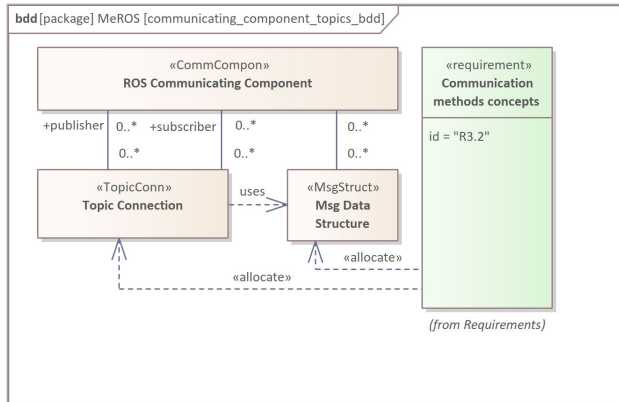 bdd [package] MeROS [communicating_component_topics_bdd]
«CommCompon»
ROS Communicating Component
«requirement»
Communication
methods concepts
id = "R3.2"
+publisher 0..* +subscriber 0..* 0..*
0..* 0..* 0..*
«TopicConn»
Topic Connection
uses
«MsgStruct»
Msg Data
Structure
«allocate»
«allocate»
(from Requirements)